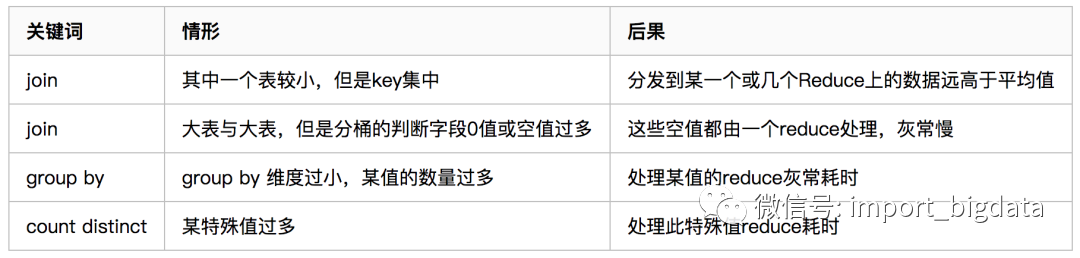 关键词 情形 后果
join 其中一个表较小，但是key集中 分发到某一个或几个Reduce上的数据远高于平均值
join 大表与大表，但是分桶的判断字段0值或空值过多 这些空值都由一个reduce处理，灰常慢
group by group by 维度过小，某值的数量过多 处理某值的reduce灰常耗时
count distinct 某特殊值过多 处理此特殊值reduce耗时
微信号: import_bigdata